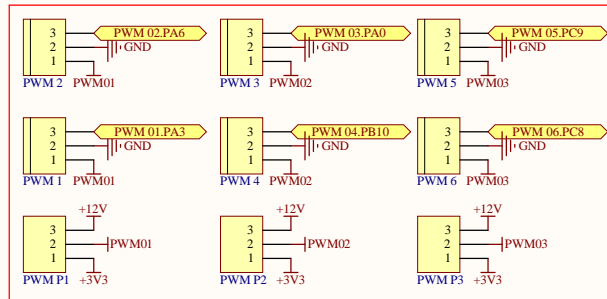 3 PWM 02.PA6
2 GND
1
PWM 2 PWM01
3 PWM 03.PA0
2 GND
1
PWM 3 PWM02
3 PWM 05.PC9
2 GND
1
PWM 5 PWM03
3 PWM 01.PA3
2 GND
1
PWM 1 PWM01
3 PWM 04.PB10
2 GND
1
PWM 4 PWM02
3 PWM 06.PC8
2 GND
1
PWM 6 PWM03
+12V
3
2 PWM01
1
PWM P1 +3V3
+12V
3
2 PWM02
1
PWM P2 +3V3
+12V
3
2 PWM03
1
PWM P3 +3V3